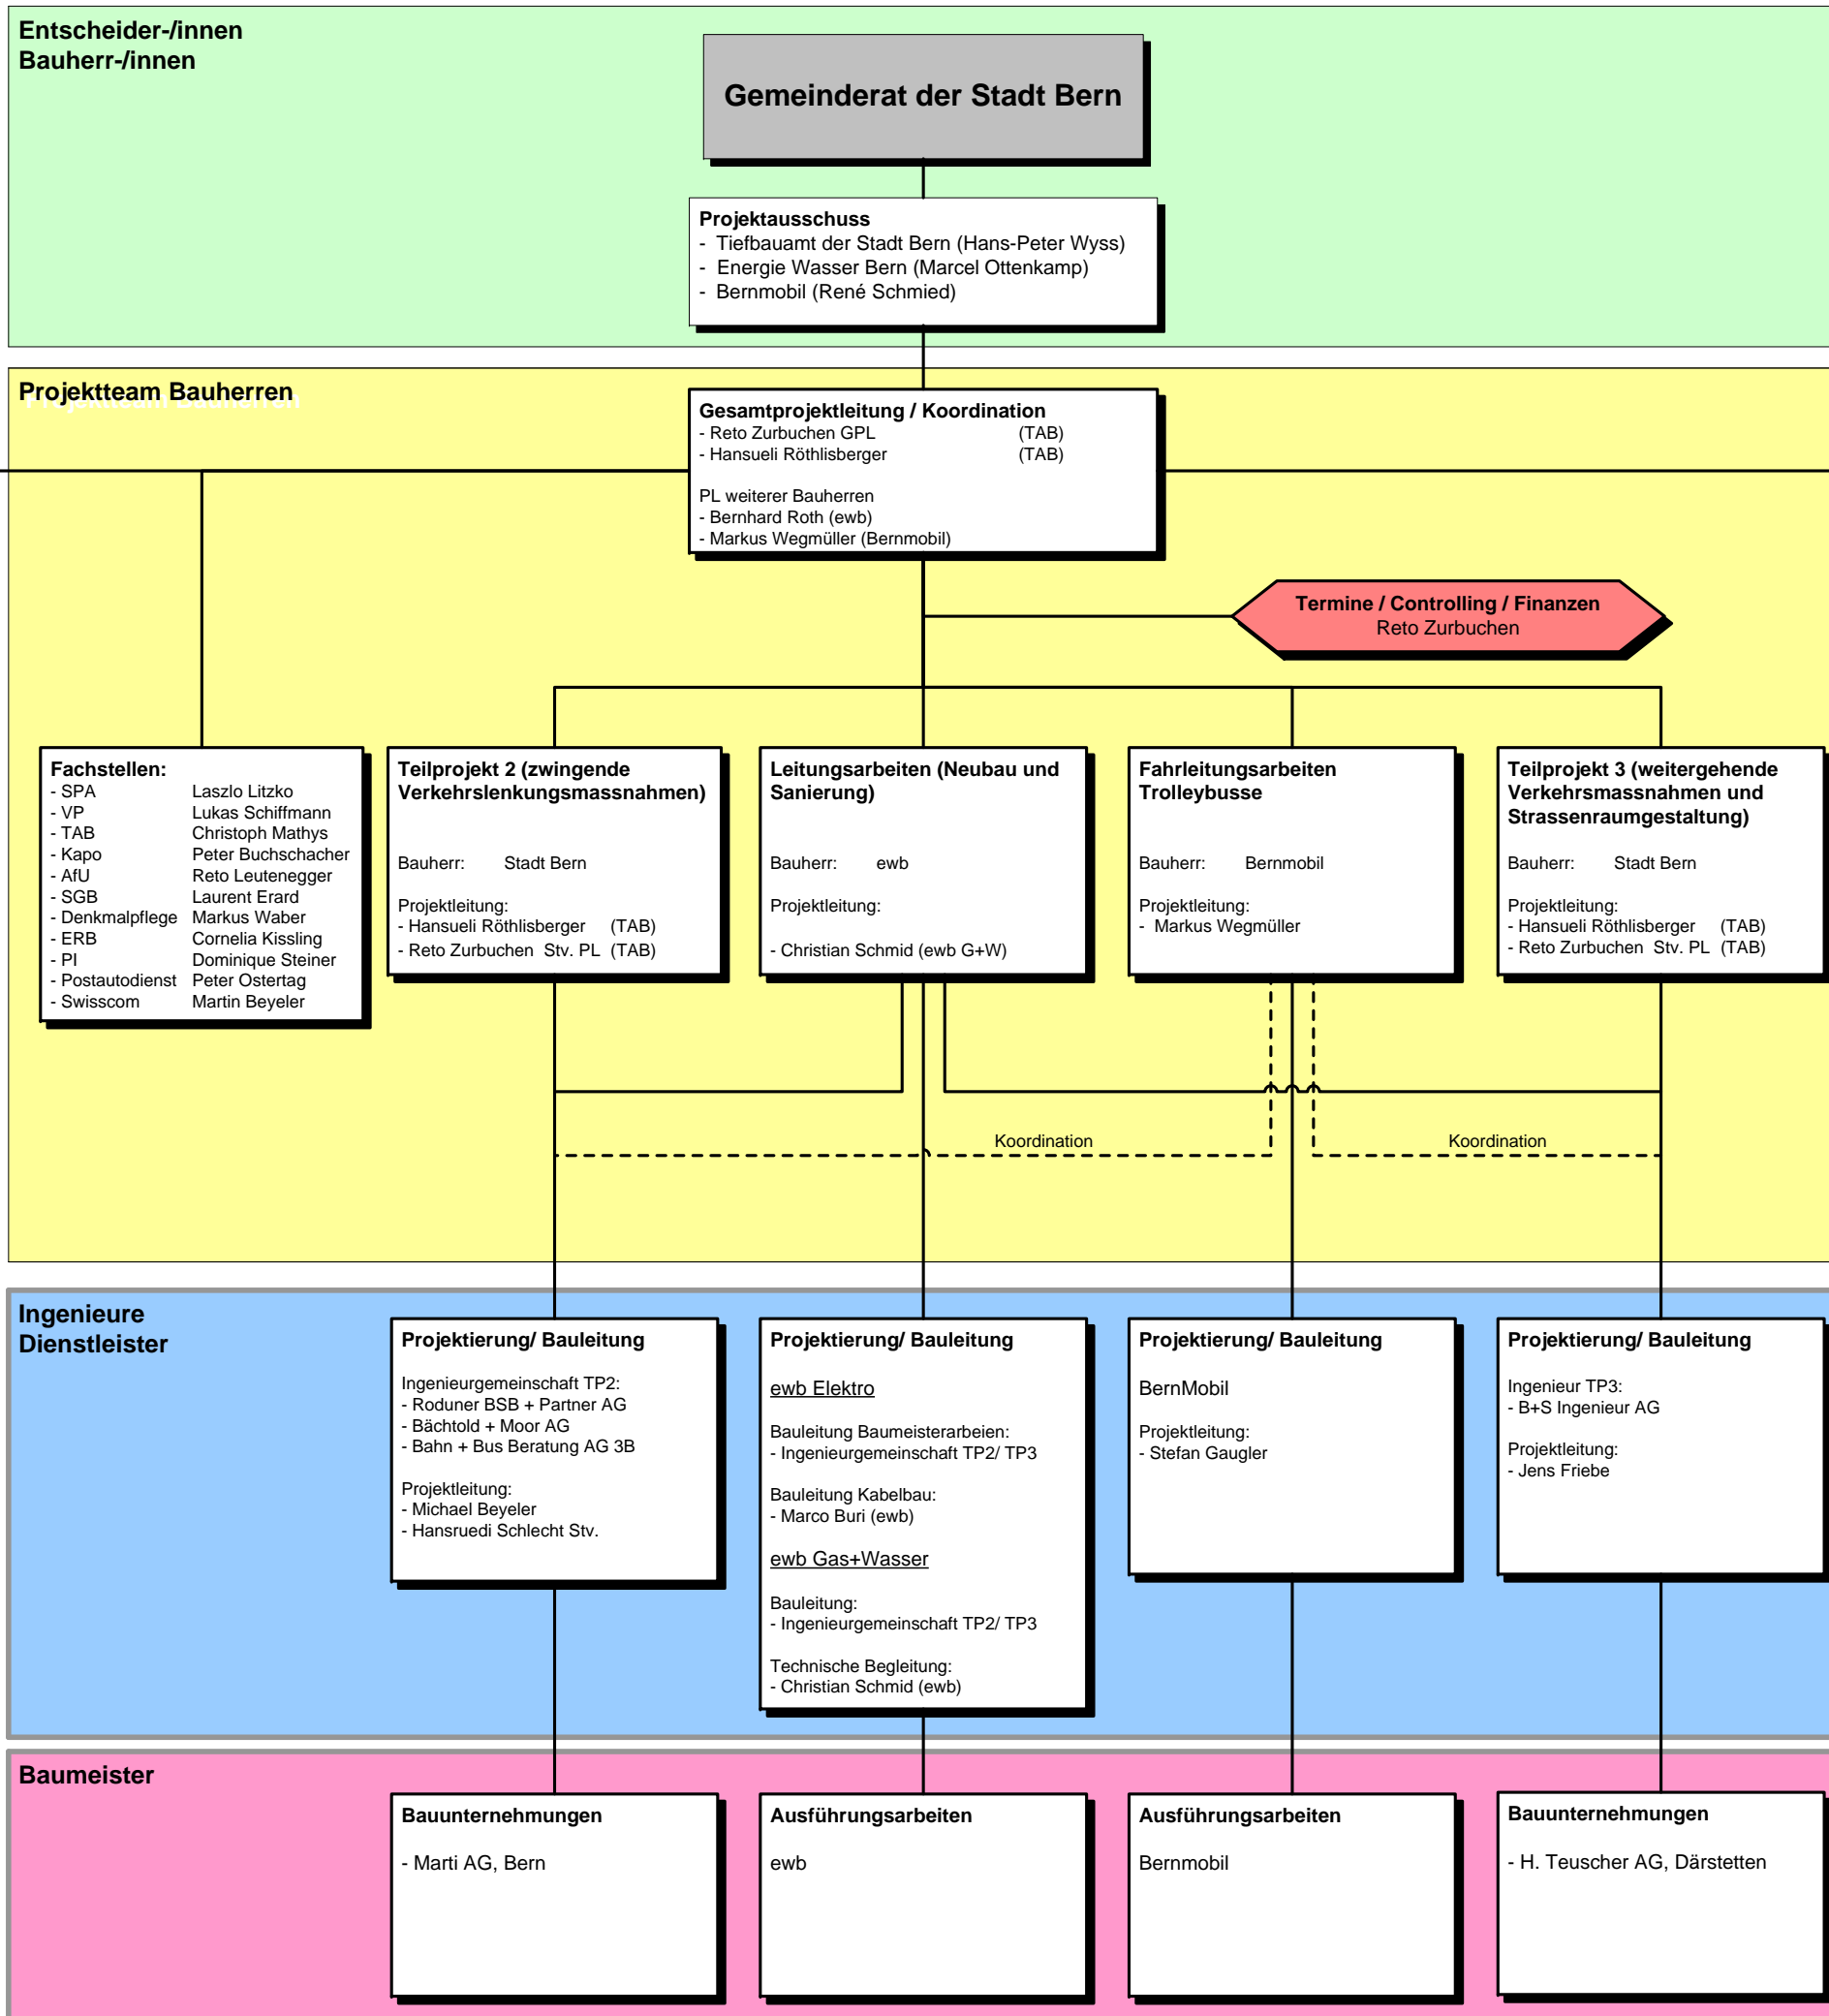 Entscheider-/innen
Bauherr-/innen
Gemeinderat der Stadt Bern
Projektausschuss
- Tiefbauamt der Stadt Bern (Hans-Peter Wyss)
- Energie Wasser Bern (Marcel Ottenkamp)
- Bernmobil (René Schmied)
Projektteam Bauherren
Projektteam Bauherren
Gesamtprojektleitung / Koordination
- Reto Zurbuchen GPL (TAB)
- Hansueli Röthlisberger (TAB)
PL weiterer Bauherren
- Bernhard Roth (ewb)
- Markus Wegmüller (Bernmobil)
Termine / Controlling / Finanzen
Reto Zurbuchen
Fachstellen:
- SPA Laszlo Litzko
- VP Lukas Schiffmann
- TAB Christoph Mathys
- Kapo Peter Buchschacher
- AfU Reto Leutenegger
- SGB Laurent Erard
- Denkmalpflege Markus Waber
- ERB Cornelia Kissling
- PI Dominique Steiner
- Postautodienst Peter Ostertag
- Swisscom Martin Beyeler
Teilprojekt 2 (zwingende
Verkehrslenkungsmassnahmen)
Bauherr: Stadt Bern
Projektleitung:
- Hansueli Röthlisberger (TAB)
- Reto Zurbuchen Stv. PL (TAB)
Leitungsarbeiten (Neubau und
Sanierung)
Bauherr: ewb
Projektleitung:
- Christian Schmid (ewb G+W)
Fahrleitungsarbeiten
Trolleybusse
Bauherr: Bernmobil
Projektleitung:
- Markus Wegmüller
Teilprojekt 3 (weitergehende
Verkehrsmassnahmen und
Strassenraumgestaltung)
Bauherr: Stadt Bern
Projektleitung:
- Hansueli Röthlisberger (TAB)
- Reto Zurbuchen Stv. PL (TAB)
Koordination
Koordination
Ingenieure
Dienstleister
Projektierung/ Bauleitung
Ingenieurgemeinschaft TP2:
- Roduner BSB + Partner AG
- Bächtold + Moor AG
- Bahn + Bus Beratung AG 3B
Projektleitung:
- Michael Beyeler
- Hansruedi Schlecht Stv.
Projektierung/ Bauleitung
ewb Elektro
Bauleitung Baumeisterarbeien:
- Ingenieurgemeinschaft TP2/ TP3
Bauleitung Kabelbau:
- Marco Buri (ewb)
ewb Gas+Wasser
Bauleitung:
- Ingenieurgemeinschaft TP2/ TP3
Technische Begleitung:
- Christian Schmid (ewb)
Projektierung/ Bauleitung
BernMobil
Projektleitung:
- Stefan Gaugler
Projektierung/ Bauleitung
Ingenieur TP3:
- B+S Ingenieur AG
Projektleitung:
- Jens Friebe
Baumeister
Bauunternehmungen
- Marti AG, Bern
Ausführungsarbeiten
ewb
Ausführungsarbeiten
Bernmobil
Bauunternehmungen
- H. Teuscher AG, Därstetten